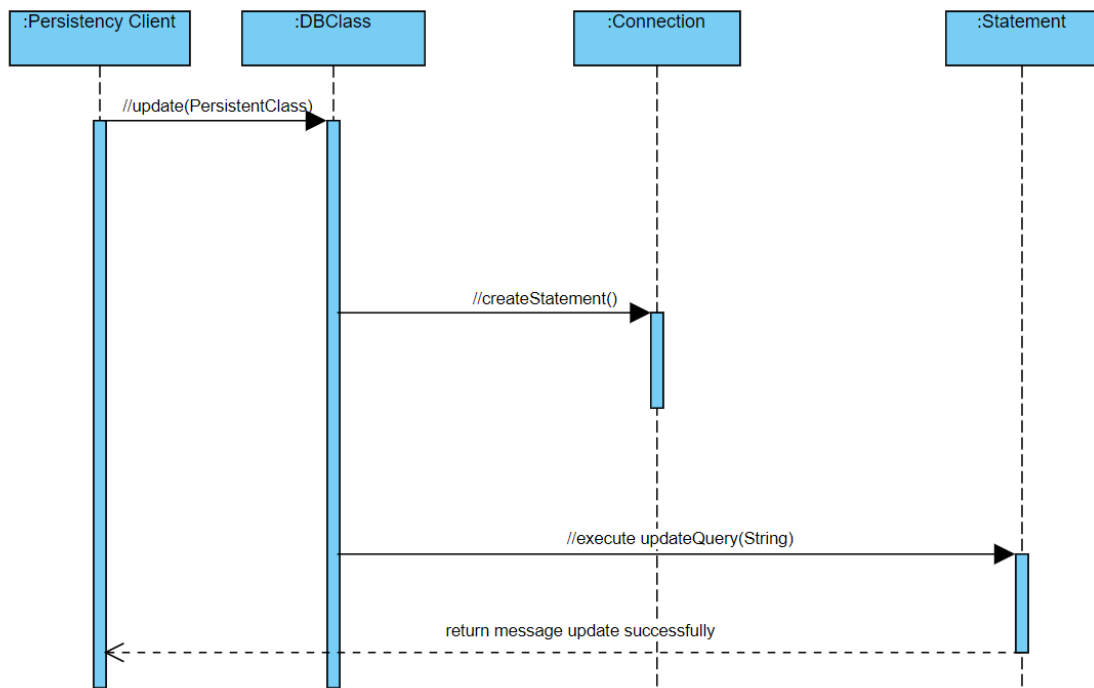 :Persistency Client
:DBClass
:Connection
:Statement
//update(PersistentClass)
//createStatement()
//execute updateQuery(String)
return message update successfully